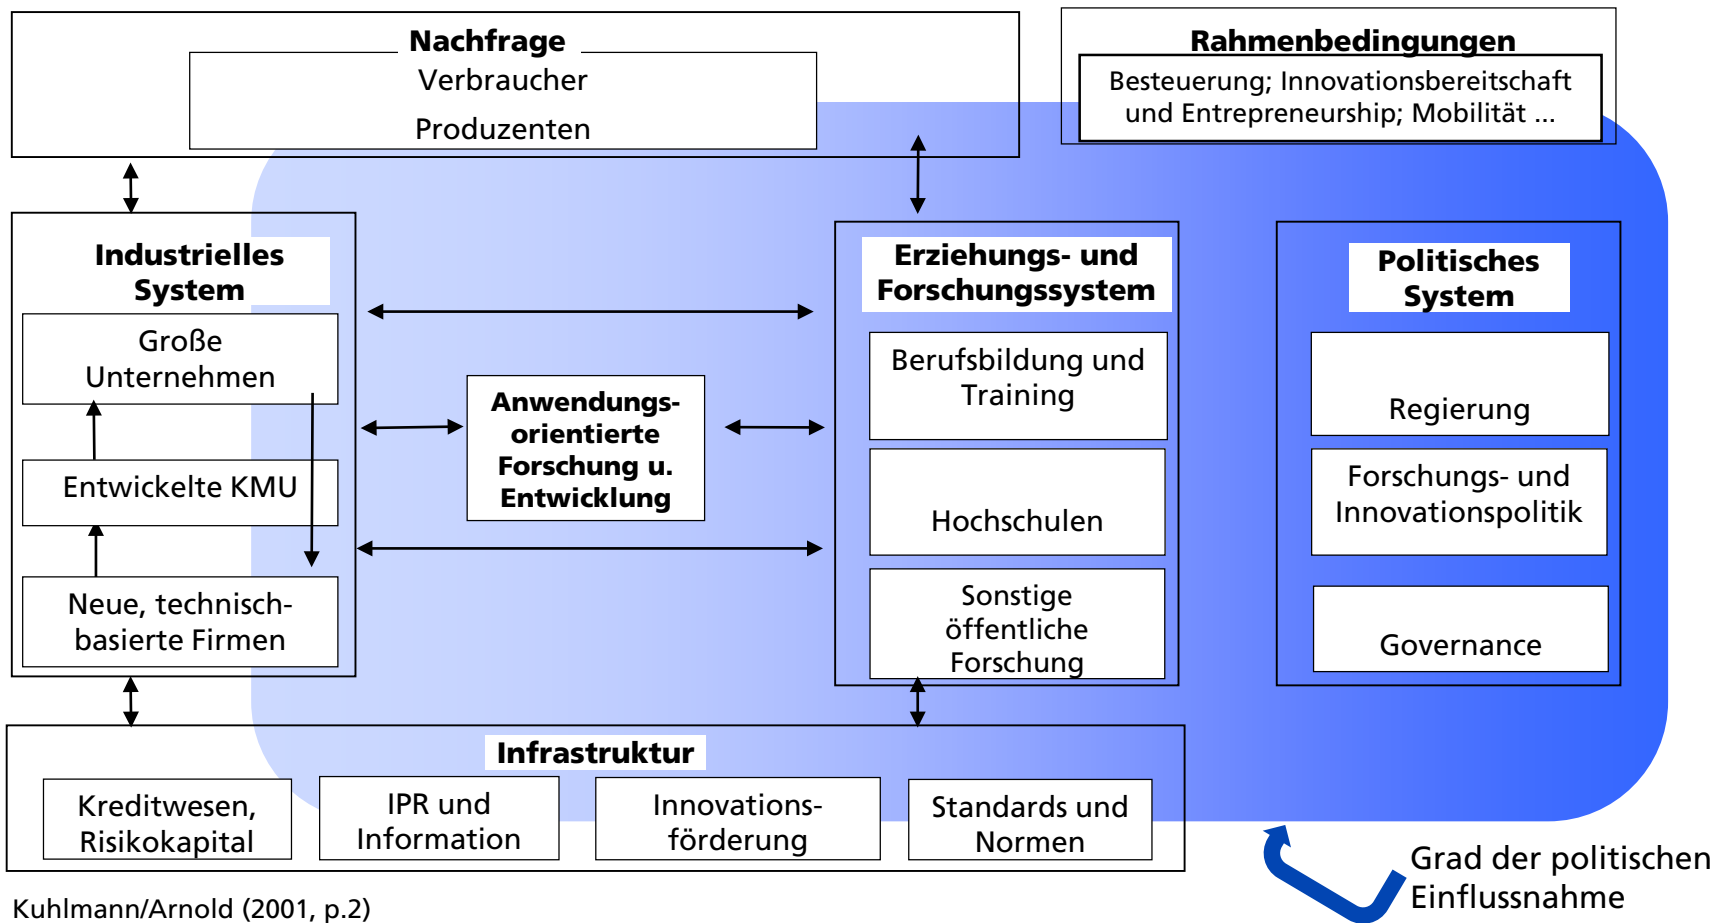 Nachfrage
Verbraucher
Produzenten
Rahmenbedingungen
Besteuerung; Innovationsbereitschaft
und Entrepreneurship; Mobilität ...
Industrielles
System
Große
Unternehmen
Entwickelte KMU
Neue, technisch-
basierte Firmen
Anwendungs-
orientierte
Forschung u.
Entwicklung
Erziehungs- und
Forschungssystem
Berufsbildung und
Training
Hochschulen
Sonstige
öffentliche
Forschung
Politisches
System
Regierung
Forschungs- und
Innovationspolitik
Governance
Infrastruktur
Kreditwesen,
Risikokapital
IPR und
Information
Innovations-
förderung
Standards und
Normen
Grad der politischen
Einflussnahme
Kuhlmann/Arnold (2001, p.2)